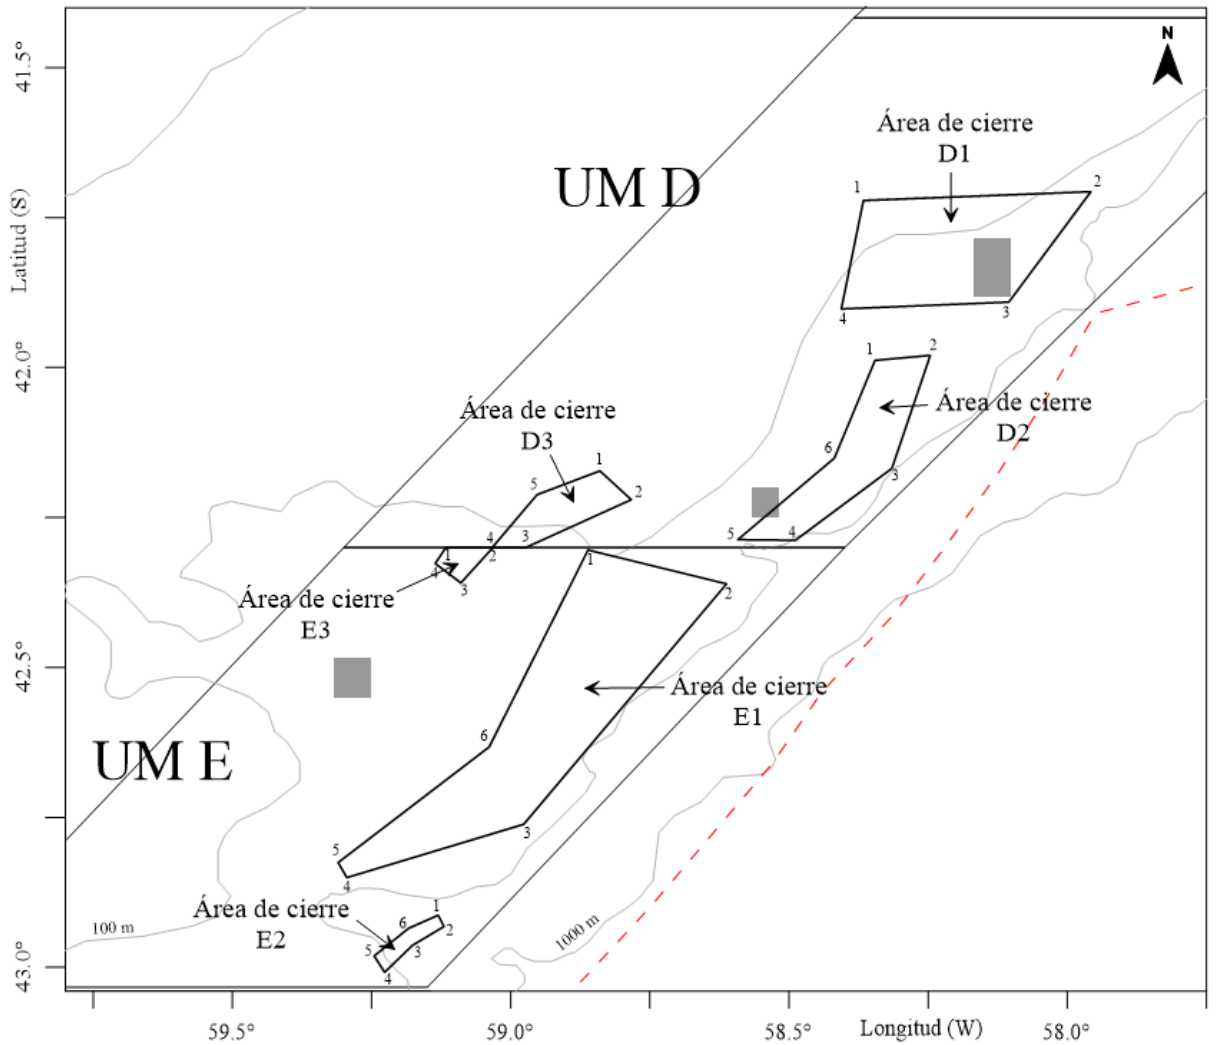 N
41.5°
Área de cierre
D1
UM D
1
2
Latitud (S)
3
4
42.0°
1
2
Área de cierre
D2
Área de cierre
D3
6
1
3
5
2
5
4
4
3
1
2
1
4
3
2
Área de cierre
E3
42.5°
Área de cierre
E1
6
UM E
3
5
4
Área de cierre
E2
1
6
2
3
5
4
100 m
1000 m
43.0°
59.5°
59.0°
58.5°
Longitud (W)
58.0°